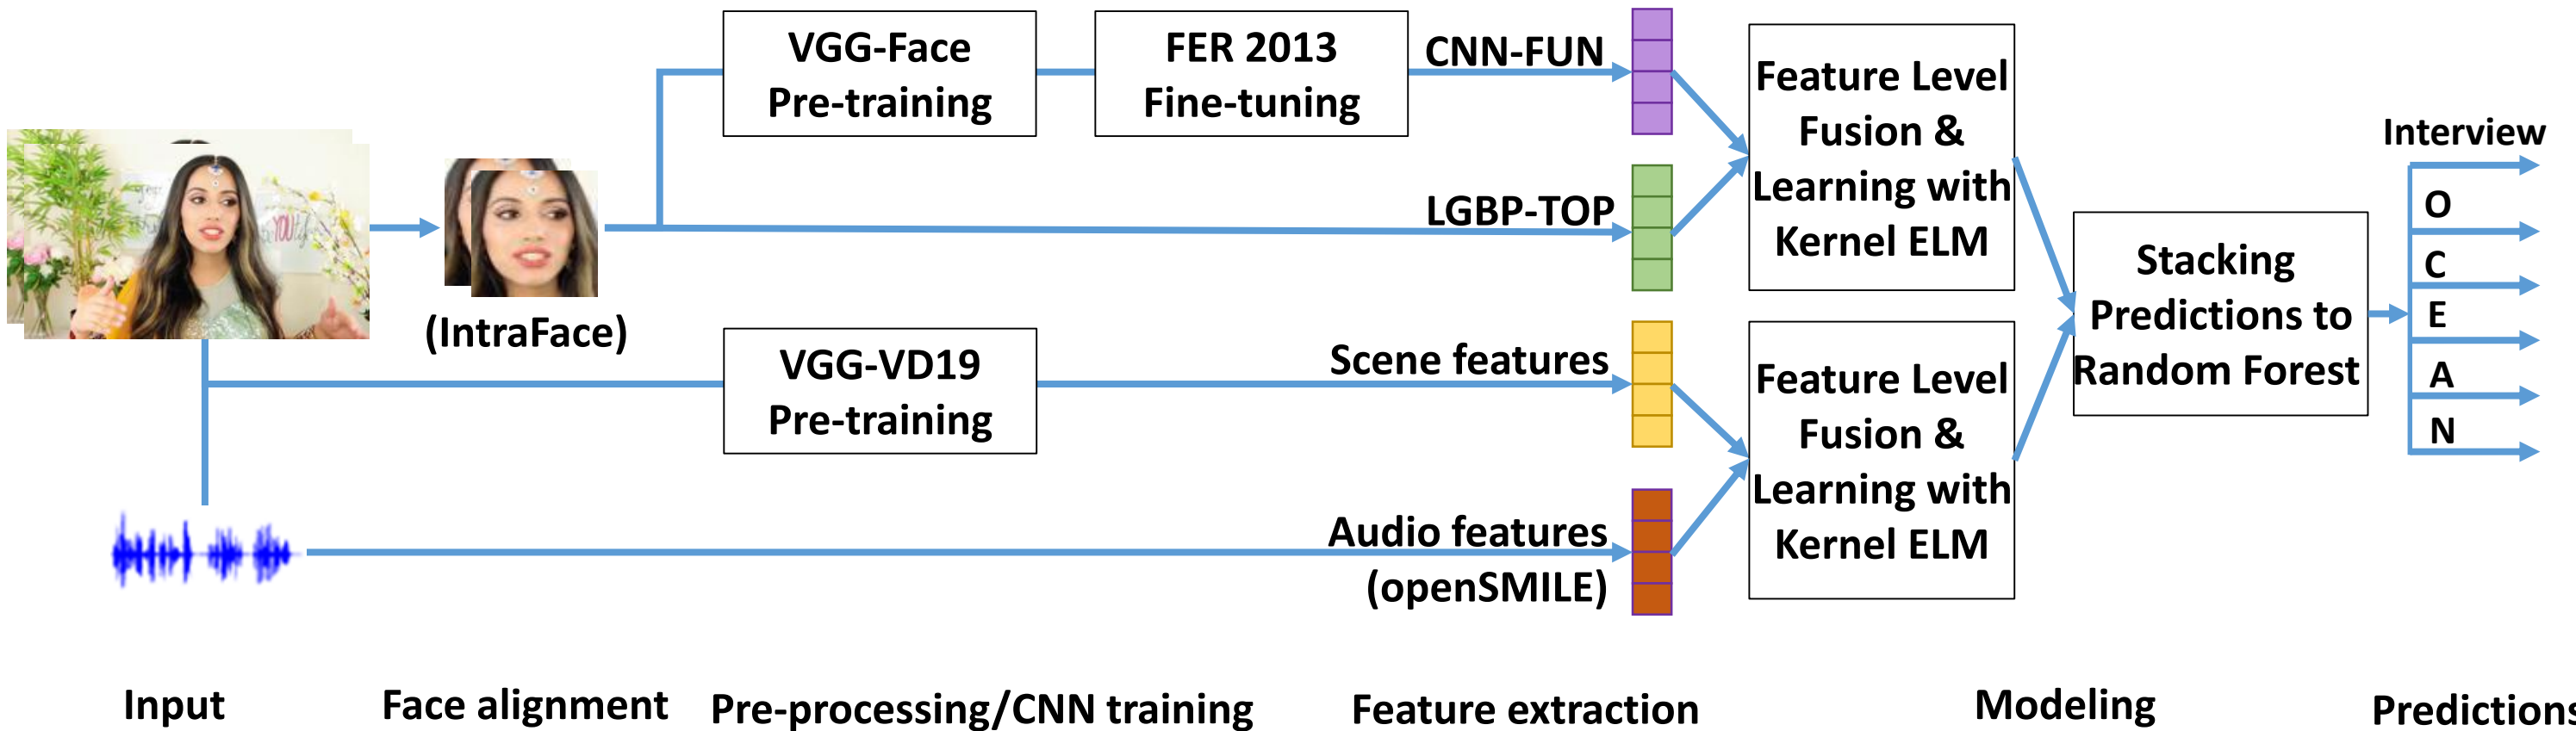 VGG-Face
Pre-training
FER 2013
Fine-tuning
CNN-FUN
LGBP-TOP
(IntraFace)
VGG-VD19
Pre-training
Scene features
Audio features
(openSMILE)
Feature Level
Fusion &
Learning with
Kernel ELM
Feature Level
Fusion &
Learning with
Kernel ELM
Stacking
Predictions to
Random Forest
Interview
O
C
E
A
N
YOU
Input
Face alignment
Pre-processing/CNN training
Feature extraction
Modeling
Predictions